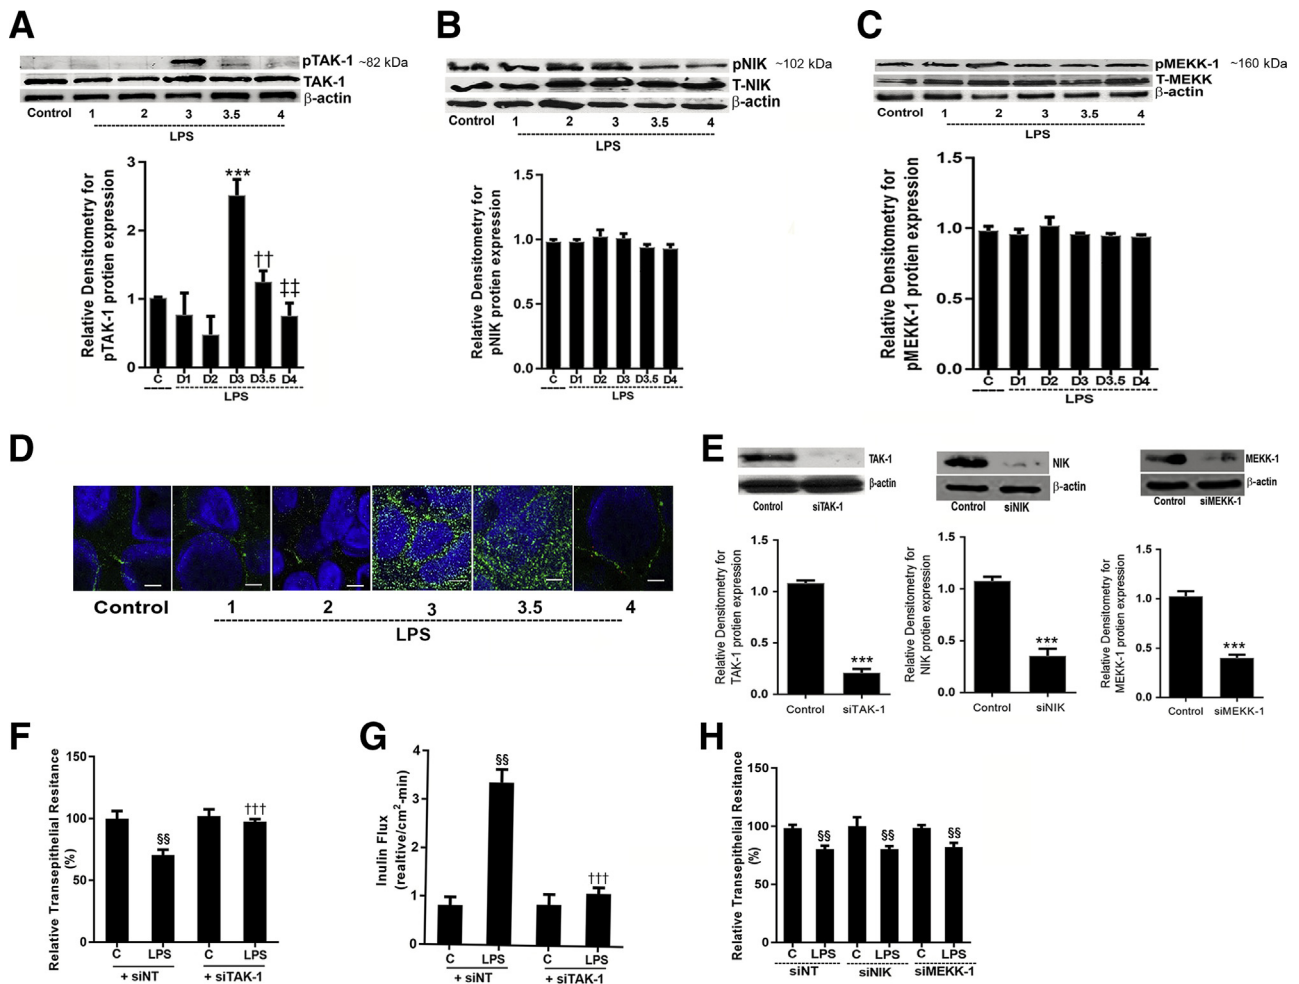 A
pTAK-1 ~82 kDa
TAK-1
β-actin
Control 1 2 3 3.5 4
LPS
Relative Densitometry for
pTAK-1 protien expression
3
2
1
0
***
††
‡‡
C D1 D2 D3 D3.5 D4
LPS
B
pNIK ~102 kDa
T-NIK
β-actin
Control 1 2 3 3.5 4
LPS
Relative Densitometry for
pNIK protien expression
1.5
1.0
0.5
0.0
C D1 D2 D3 D3.5 D4
LPS
C
pMEKK-1 ~160 kDa
T-MEKK
β-actin
Control 1 2 3 3.5 4
LPS
Relative Densitometry for
pMEKK-1 protien expression
1.5
1.0
0.5
0.0
C D1 D2 D3 D3.5 D4
LPS
D
Control 1 2 3 3.5 4
LPS
E
TAK-1
β-actin
Control siTAK-1
NIK
β-actin
Control siNIK
MEKK-1
β-actin
Control siMEKK-1
Relative Densitometry for
TAK-1 protien expression
1.5
1.0
0.5
0.0
***
Control siTAK-1
Relative Densitometry for
NIK protien expression
1.5
1.0
0.5
0.0
***
Control siNIK
Relative Densitometry for
MEKK-1 protien expression
1.5
1.0
0.5
0.0
***
Control siMEKK-1
F
Relative Transepithelial Resitance
(%)
150
100
50
0
§§
†††
C LPS C LPS
+ siNT + siTAK-1
G
Inulin Flux
(realtive/cm²-min)
4
3
2
1
0
§§
†††
C LPS C LPS
+ siNT + siTAK-1
H
Relative Transepithelial Resitance
(%)
150
100
50
0
§§ §§ §§
C LPS C LPS C LPS
siNT siNIK siMEKK-1